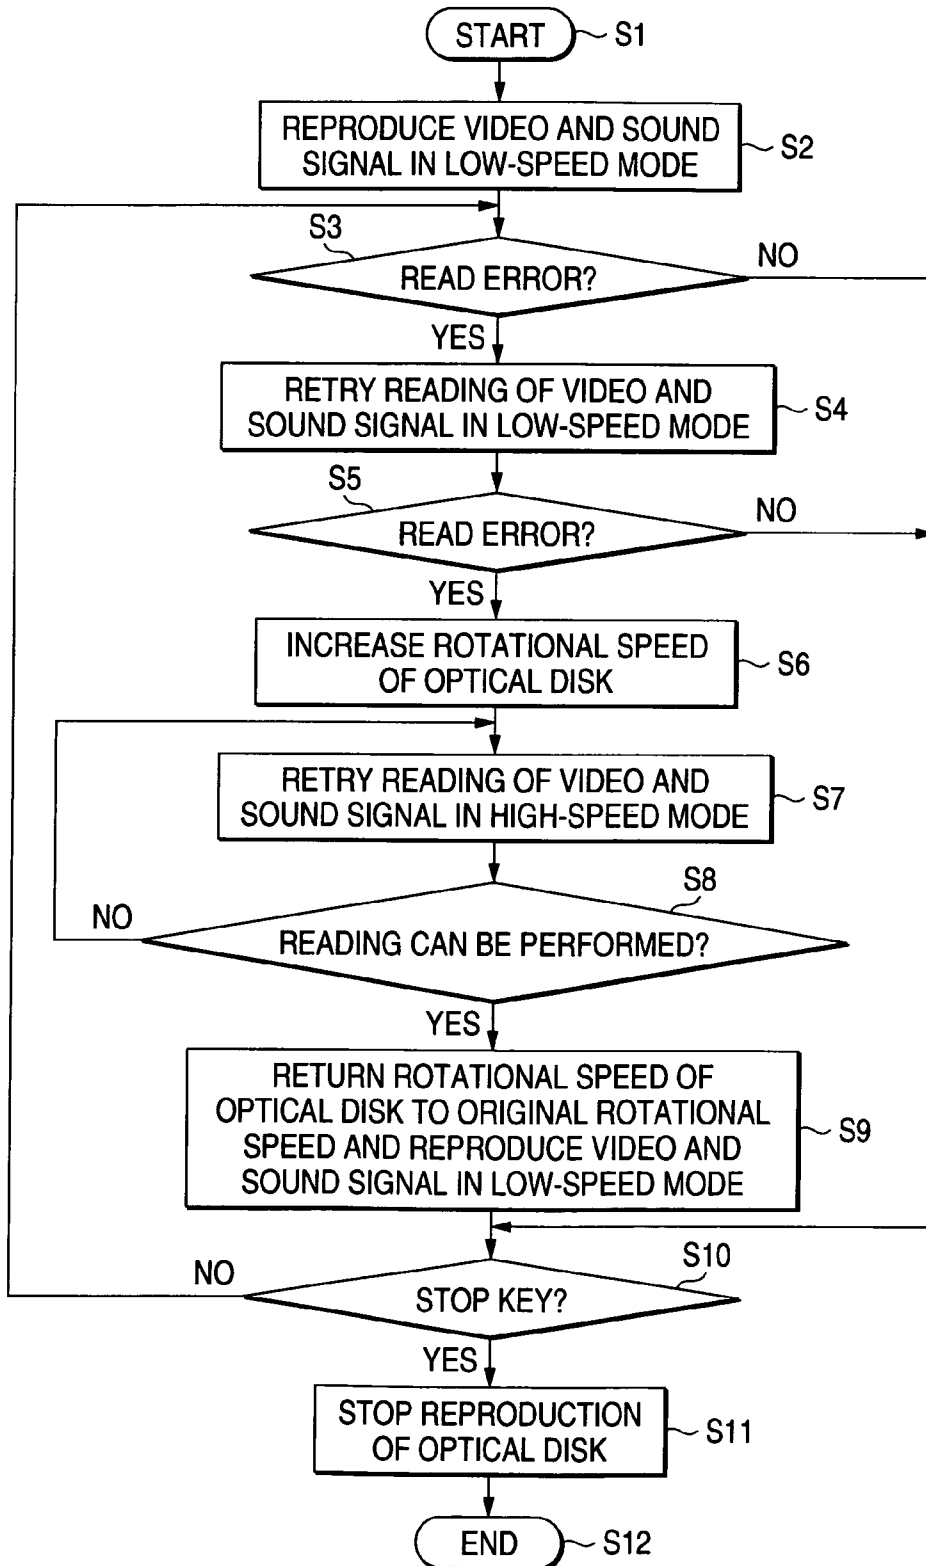 START
S1
REPRODUCE VIDEO AND SOUND
SIGNAL IN LOW-SPEED MODE
S2
S3
READ ERROR?
NO
YES
RETRY READING OF VIDEO AND
SOUND SIGNAL IN LOW-SPEED MODE
S4
S5
READ ERROR?
NO
YES
INCREASE ROTATIONAL SPEED
OF OPTICAL DISK
S6
RETRY READING OF VIDEO AND
SOUND SIGNAL IN HIGH-SPEED MODE
S7
S8
NO
READING CAN BE PERFORMED?
YES
RETURN ROTATIONAL SPEED OF
OPTICAL DISK TO ORIGINAL ROTATIONAL
SPEED AND REPRODUCE VIDEO AND
SOUND SIGNAL IN LOW-SPEED MODE
S9
S10
NO
STOP KEY?
YES
STOP REPRODUCTION
OF OPTICAL DISK
S11
END
S12